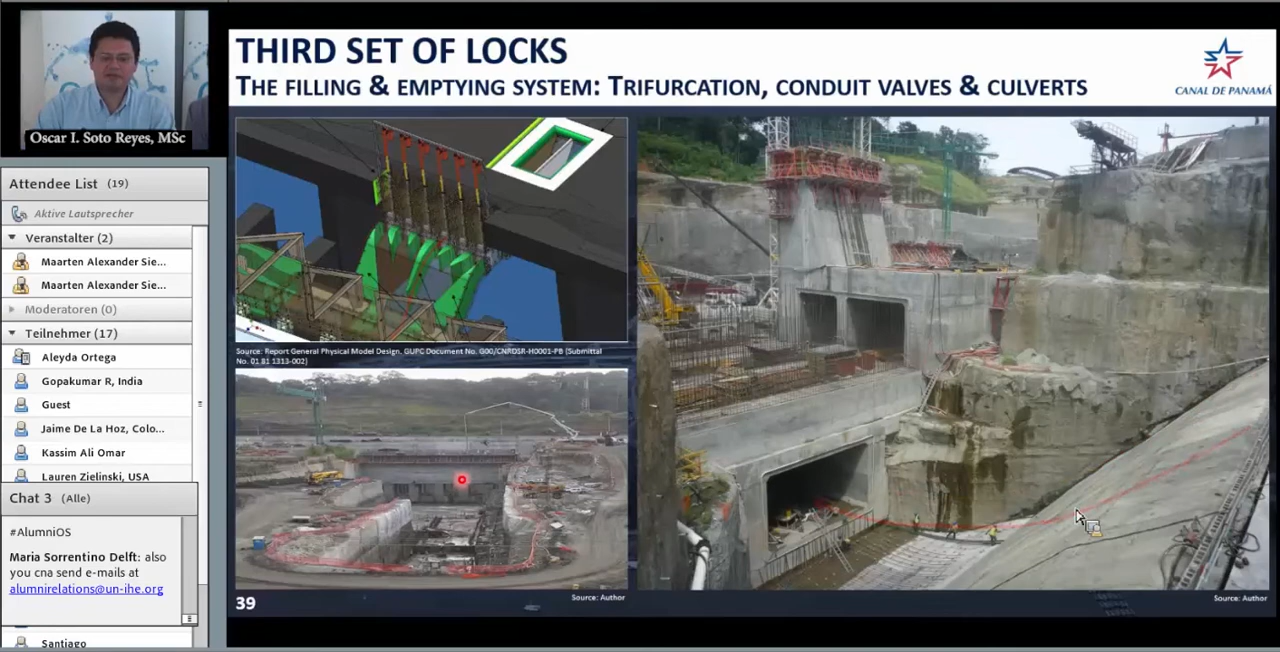 Oscar I. Soto Reyes, MSc
Attendee List (19)
Aktive Lautsprecher
Veranstalter (2)
Maarten Alexander Sie...
Maarten Alexander Sie...
Moderatoren (0)
Teilnehmer (17)
Aleyda Ortega
Gopakumar R, India
Guest
Jaime De La Hoz, Colo...
Kassim Ali Omar
Lauren Zielinski, USA
Chat 3 (Alle)
#AlumniOS
Maria Sorrentino Delft: also
you cna send e-mails at
alumnirelations@un-ihe.org
Santiago
THIRD SET OF LOCKS
THE FILLING & EMPTYING SYSTEM: TRIFURCATION, CONDUIT VALVES & CULVERTS
CANAL DE PANAMÁ
Source: Report General Physical Model Design. GUPC Document No. G00/CNRDSR-H0001-PB (Submittal
No. 01 81 1313-002)
39
Source: Author
Source: Author